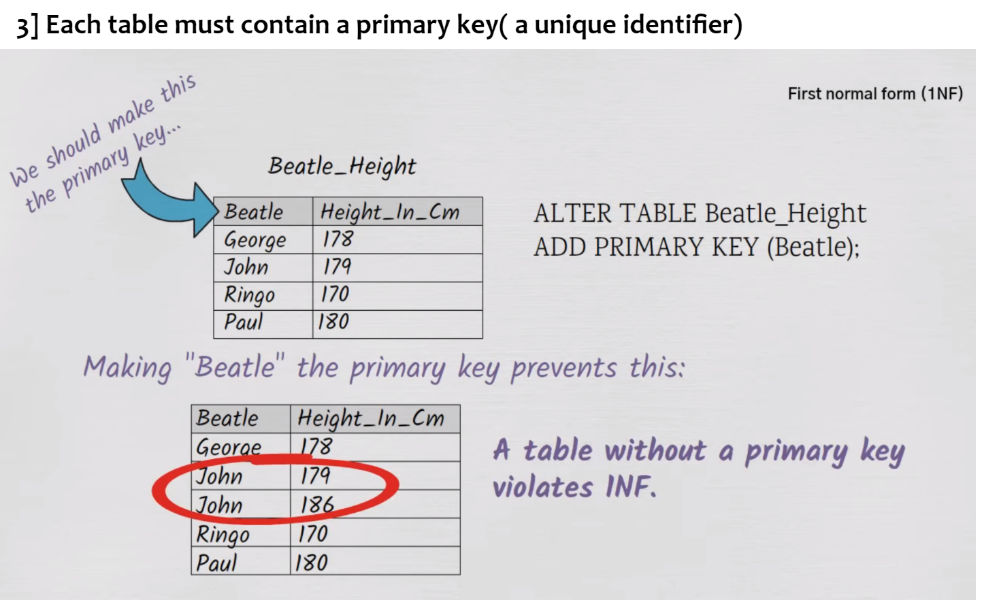 3] Each table must contain a primary key( a unique identifier)
First normal form (1NF)
We should make this
the primary key...
Beatle_Height
Beatle Height_In_Cm
George 178
John 179
Ringo 170
Paul 180
ALTER TABLE Beatle_Height
ADD PRIMARY KEY (Beatle);
Making "Beatle" the primary key prevents this:
Beatle Height_In_Cm
George 178
John 179
John 186
Ringo 170
Paul 180
A table without a primary key
violates 1NF.